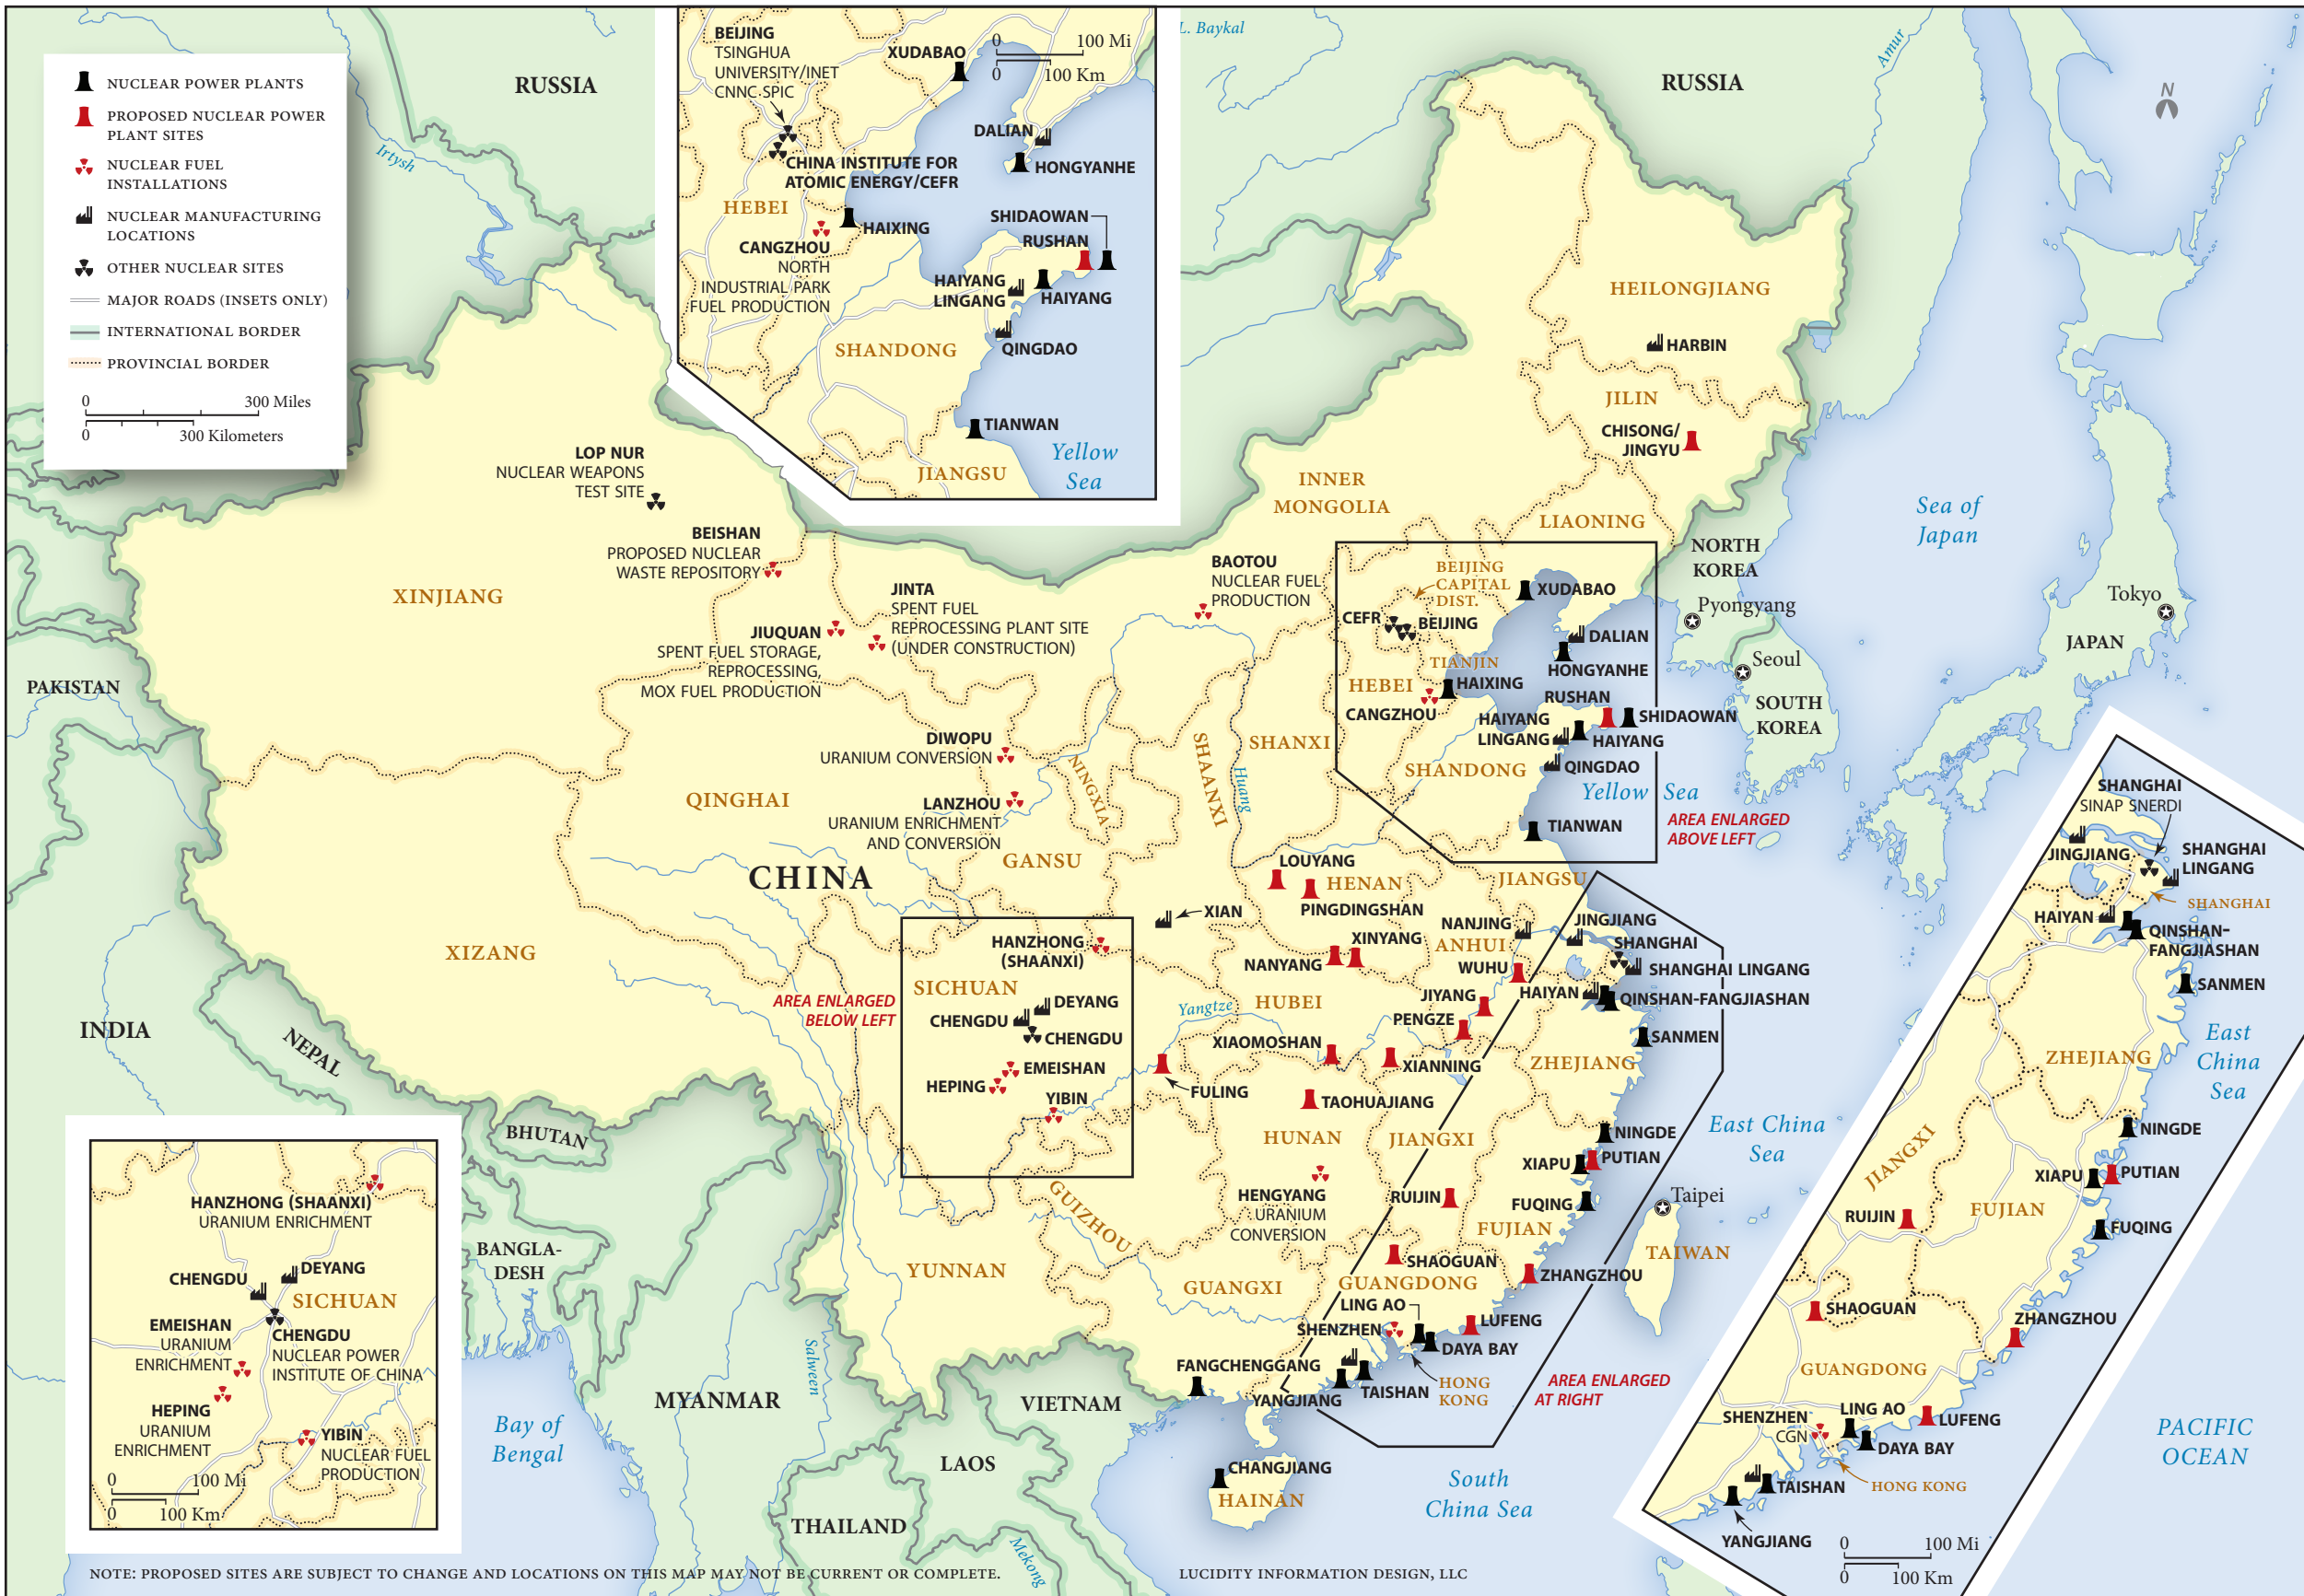 NUCLEAR POWER PLANTS
PROPOSED NUCLEAR POWER
PLANT SITES
NUCLEAR FUEL
INSTALLATIONS
NUCLEAR MANUFACTURING
LOCATIONS
OTHER NUCLEAR SITES
MAJOR ROADS (INSETS ONLY)
INTERNATIONAL BORDER
PROVINCIAL BORDER
0 300 Miles
0 300 Kilometers
BEIJING
TSINGHUA
UNIVERSITY/INET
CNNC SPIC
XUDABAO
0 100 Mi
0 100 Km
DALIAN
HONGYANHE
CHINA INSTITUTE FOR
ATOMIC ENERGY/CEFR
HEBEI
HAIXING
CANGZHOU
NORTH
INDUSTRIAL PARK
FUEL PRODUCTION
SHIDAOWAN
RUSHAN
HAIYANG
LINGANG
HAIYANG
QINGDAO
SHANDONG
TIANWAN
JIANGSU
Yellow
Sea
RUSSIA
Irtysh
L. Baykal
RUSSIA
Amur
N
HEILONGJIANG
HARBIN
JILIN
CHISONG/
JINGYU
INNER
MONGOLIA
LIAONING
NORTH
KOREA
Pyongyang
Seoul
SOUTH
KOREA
Sea of
Japan
Tokyo
JAPAN
LOP NUR
NUCLEAR WEAPONS
TEST SITE
BEISHAN
PROPOSED NUCLEAR
WASTE REPOSITORY
XINJIANG
JINTA
SPENT FUEL
REPROCESSING PLANT SITE
(UNDER CONSTRUCTION)
JIUQUAN
SPENT FUEL STORAGE,
REPROCESSING,
MOX FUEL PRODUCTION
BAOTOU
NUCLEAR FUEL
PRODUCTION
BEIJING
CAPITAL
DIST.
XUDABAO
CEFR
BEIJING
DALIAN
HONGYANHE
TIANJIN
HEBEI
HAIXING
CANGZHOU
RUSHAN
SHIDAOWAN
HAIYANG
LINGANG
HAIYANG
QINGDAO
SHANDONG
Yellow Sea
TIANWAN
AREA ENLARGED
ABOVE LEFT
PAKISTAN
DIWOPU
URANIUM CONVERSION
LANZHOU
URANIUM ENRICHMENT
AND CONVERSION
QINGHAI
NINGXIA
SHAANXI
Huang
SHANXI
GANSU
CHINA
XIZANG
LOUYANG
HENAN
PINGDINGSHAN
JIANGSU
XIAN
HANZHONG
(SHAANXI)
SICHUAN
DEYANG
CHENGDU
CHENGDU
EMEISHAN
HEPING
YIBIN
AREA ENLARGED
BELOW LEFT
NANJING
JINGJIANG
XINYANG
ANHUI
NANYANG
WUHU
SHANGHAI
SHANGHAI LINGANG
HAIYAN
QINSHAN-FANGJIASHAN
HUBEI
Yangtze
JIYANG
PENGZE
SANMEN
XIAOMOSHAN
XIANNING
ZHEJIANG
FULING
TAOHUAJIANG
HUNAN
JIANGXI
NINGDE
XIAPU
PUTIAN
East China
Sea
HENGYANG
URANIUM
CONVERSION
RUIJIN
FUQING
FUJIAN
Taipei
TAIWAN
GUIZHOU
YUNNAN
GUANGXI
SHAOGUAN
GUANGDONG
ZHANGZHOU
LING AO
SHENZHEN
LUFENG
DAYA BAY
FANGCHENGGANG
YANGJIANG
TAISHAN
HONG
KONG
AREA ENLARGED
AT RIGHT
CHANGJIANG
HAINAN
South
China Sea
INDIA
NEPAL
BHUTAN
BANGLA-
DESH
Bay of
Bengal
MYANMAR
Salween
VIETNAM
LAOS
THAILAND
Mekong
HANZHONG (SHAANXI)
URANIUM ENRICHMENT
DEYANG
CHENGDU
SICHUAN
CHENGDU
NUCLEAR POWER
INSTITUTE OF CHINA
EMEISHAN
URANIUM
ENRICHMENT
HEPING
URANIUM
ENRICHMENT
YIBIN
NUCLEAR FUEL
PRODUCTION
0 100 Mi
0 100 Km
SHANGHAI
SINAP SNERDI
JINGJIANG
SHANGHAI
LINGANG
SHANGHAI
HAIYAN
QINSHAN-
FANGJIASHAN
SANMEN
East
China
Sea
ZHEJIANG
NINGDE
JIANGXI
XIAPU
PUTIAN
FUJIAN
RUIJIN
FUQING
SHAOGUAN
ZHANGZHOU
GUANGDONG
LING AO
SHENZHEN
CGN
LUFENG
DAYA BAY
TAISHAN
HONG KONG
YANGJIANG
0 100 Mi
0 100 Km
PACIFIC
OCEAN
NOTE: PROPOSED SITES ARE SUBJECT TO CHANGE AND LOCATIONS ON THIS MAP MAY NOT BE CURRENT OR COMPLETE.
LUCIDITY INFORMATION DESIGN, LLC